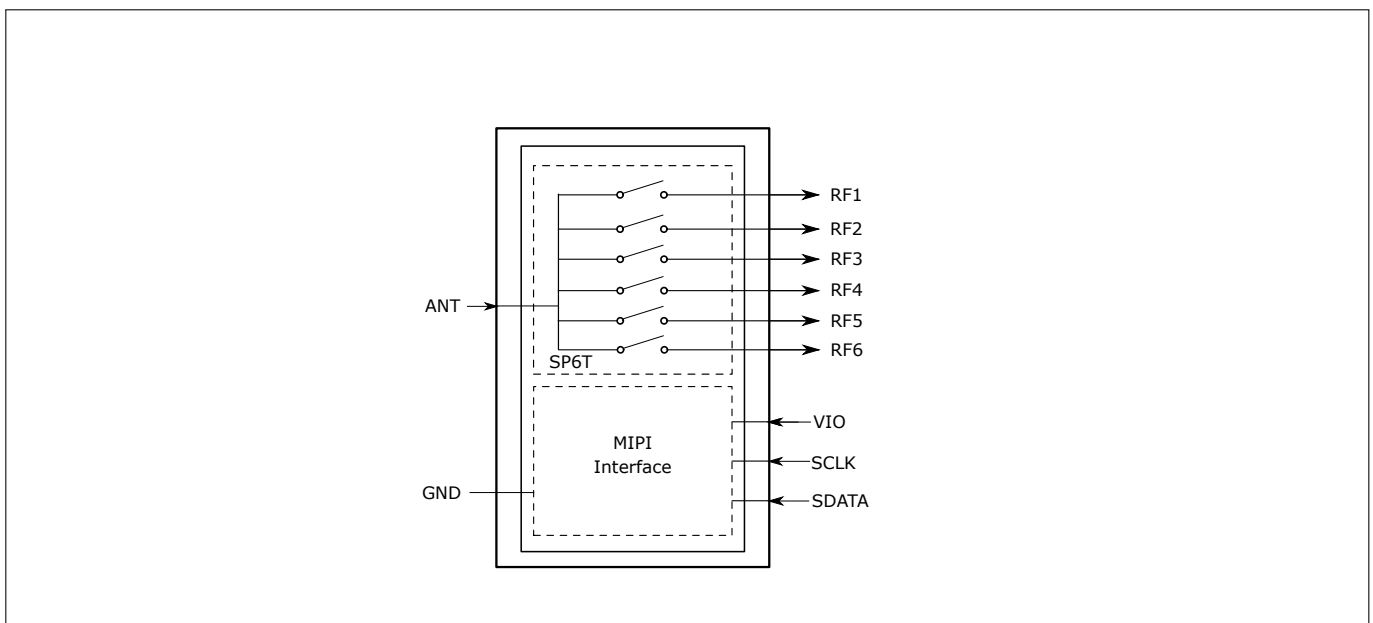 RF1
RF2
RF3
RF4
ANT
RF5
RF6
SP6T
VIO
MIPI
Interface
SCLK
GND
SDATA